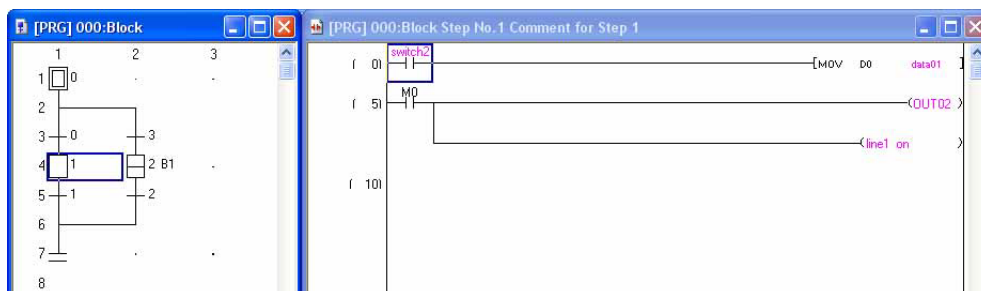 [PRG] 000:Block
1 2 3
1 0
2
3 0 3
4 1 2 B1
5 1 2
6
7
8
[PRG] 000:Block Step No.1 Comment for Step 1
switch2
( 0) [MOV D0 data01 ]
M0
( 5) (OUT02 )
(line1 on )
( 10)